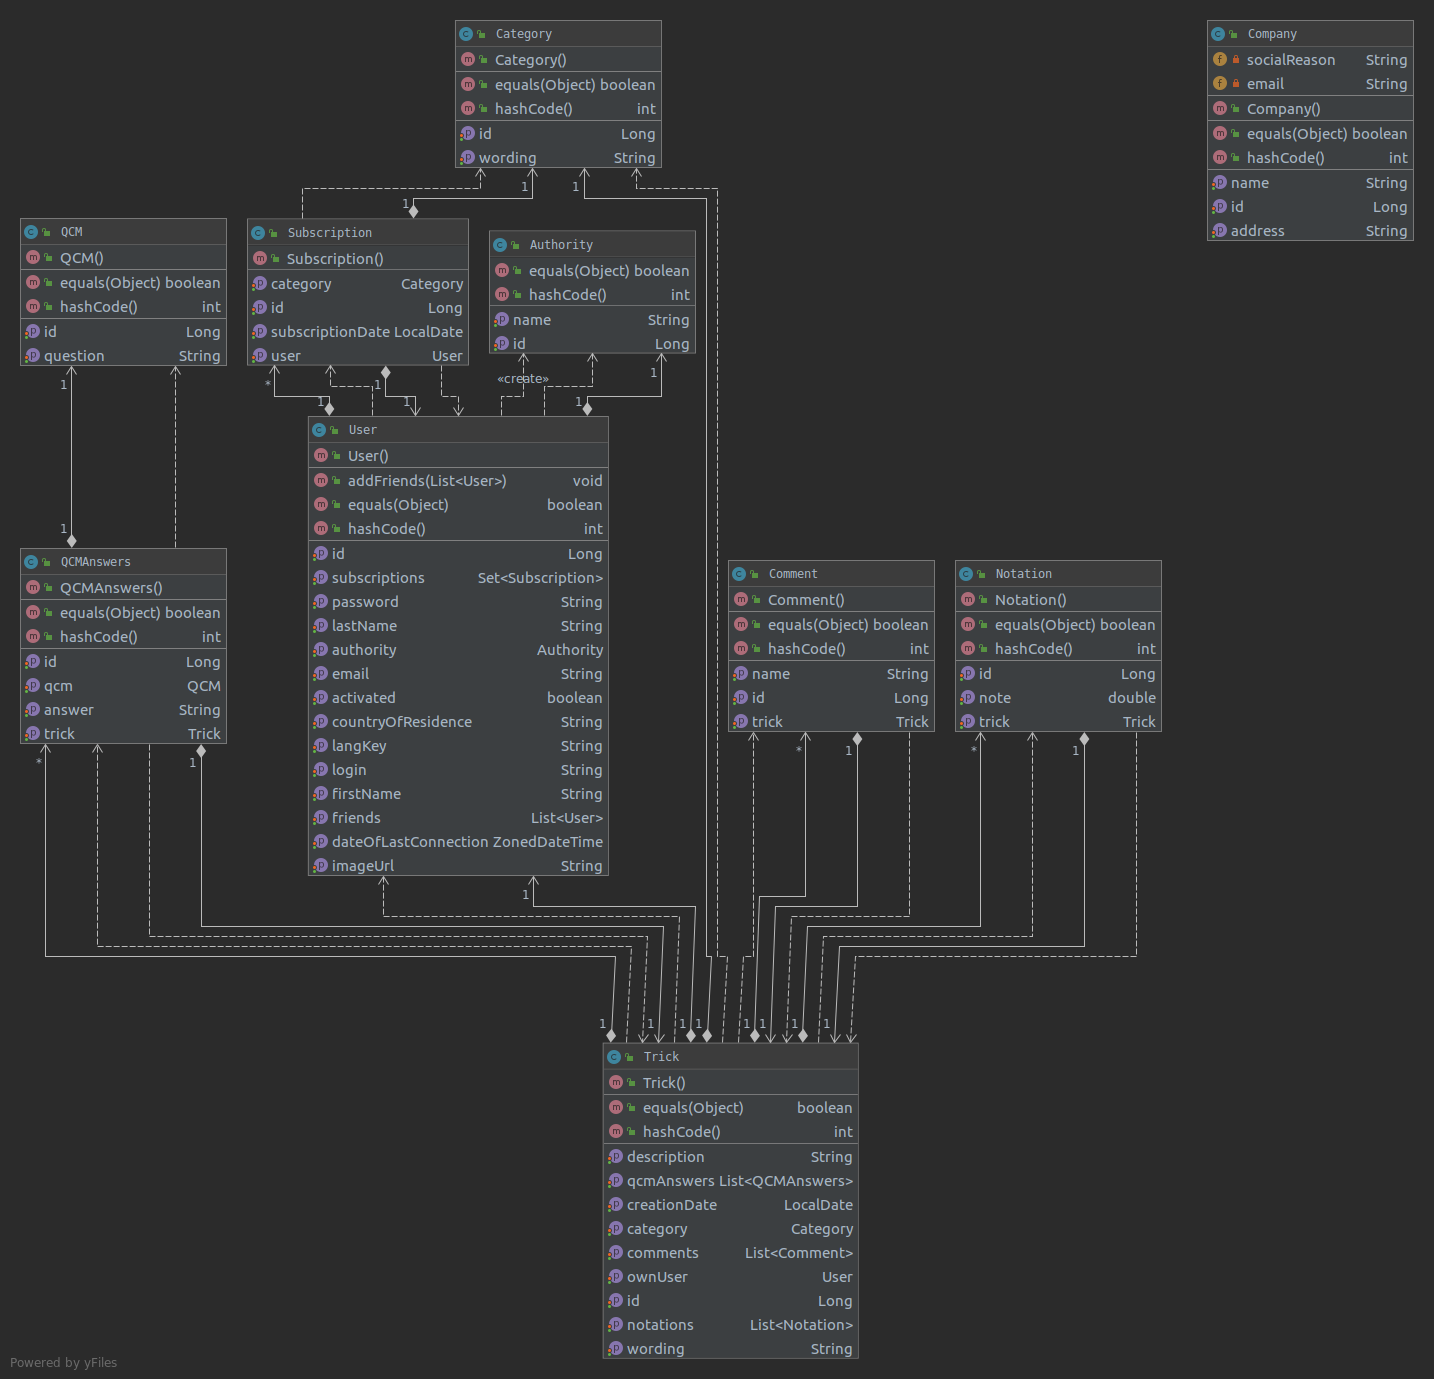 Category
Category()
equals(Object) boolean
hashCode() int
id Long
wording String
Company
socialReason String
email String
Company()
equals(Object) boolean
hashCode() int
name String
id Long
address String
1
1
1
QCM
QCM()
equals(Object) boolean
hashCode() int
id Long
question String
Subscription
Subscription()
category Category
id Long
subscriptionDate LocalDate
user User
Authority
equals(Object) boolean
hashCode() int
name String
id Long
1
*
1
«create»
1
1
1
1
1
User
User()
addFriends(List<User>) void
equals(Object) boolean
hashCode() int
id Long
subscriptions Set<Subscription>
password String
lastName String
authority Authority
email String
activated boolean
countryOfResidence String
langKey String
login String
firstName String
friends List<User>
dateOfLastConnection ZonedDateTime
imageUrl String
QCMAnswers
QCMAnswers()
equals(Object) boolean
hashCode() int
id Long
qcm QCM
answer String
trick Trick
Comment
Comment()
equals(Object) boolean
hashCode() int
name String
id Long
trick Trick
Notation
Notation()
equals(Object) boolean
hashCode() int
id Long
note double
trick Trick
*
1
*
1
*
1
1
1
1
1
1
1
1
1
1
Trick
Trick()
equals(Object) boolean
hashCode() int
description String
qcmAnswers List<QCMAnswers>
creationDate LocalDate
category Category
comments List<Comment>
ownUser User
id Long
notations List<Notation>
wording String
Powered by yFiles